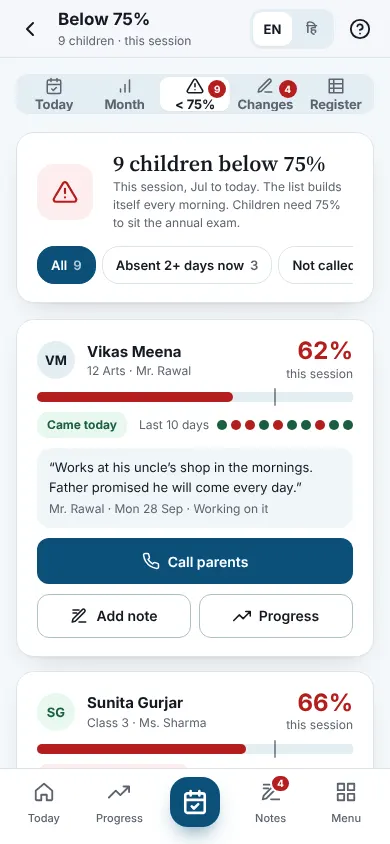 Below 75%
9 children · this session
EN
हि
9
4
Today
Month
< 75%
Changes
Register
9 children below 75%
This session, Jul to today. The list builds
itself every morning. Children need 75%
to sit the annual exam.
All 9
Absent 2+ days now 3
Not called
VM
Vikas Meena
12 Arts · Mr. Rawal
62%
this session
Came today
Last 10 days
“Works at his uncle’s shop in the mornings.
Father promised he will come every day.”
Mr. Rawal · Mon 28 Sep · Working on it
Call parents
Add note
Progress
SG
Sunita Gurjar
Class 3 · Ms. Sharma
66%
this session
4
Today
Progress
Notes
Menu